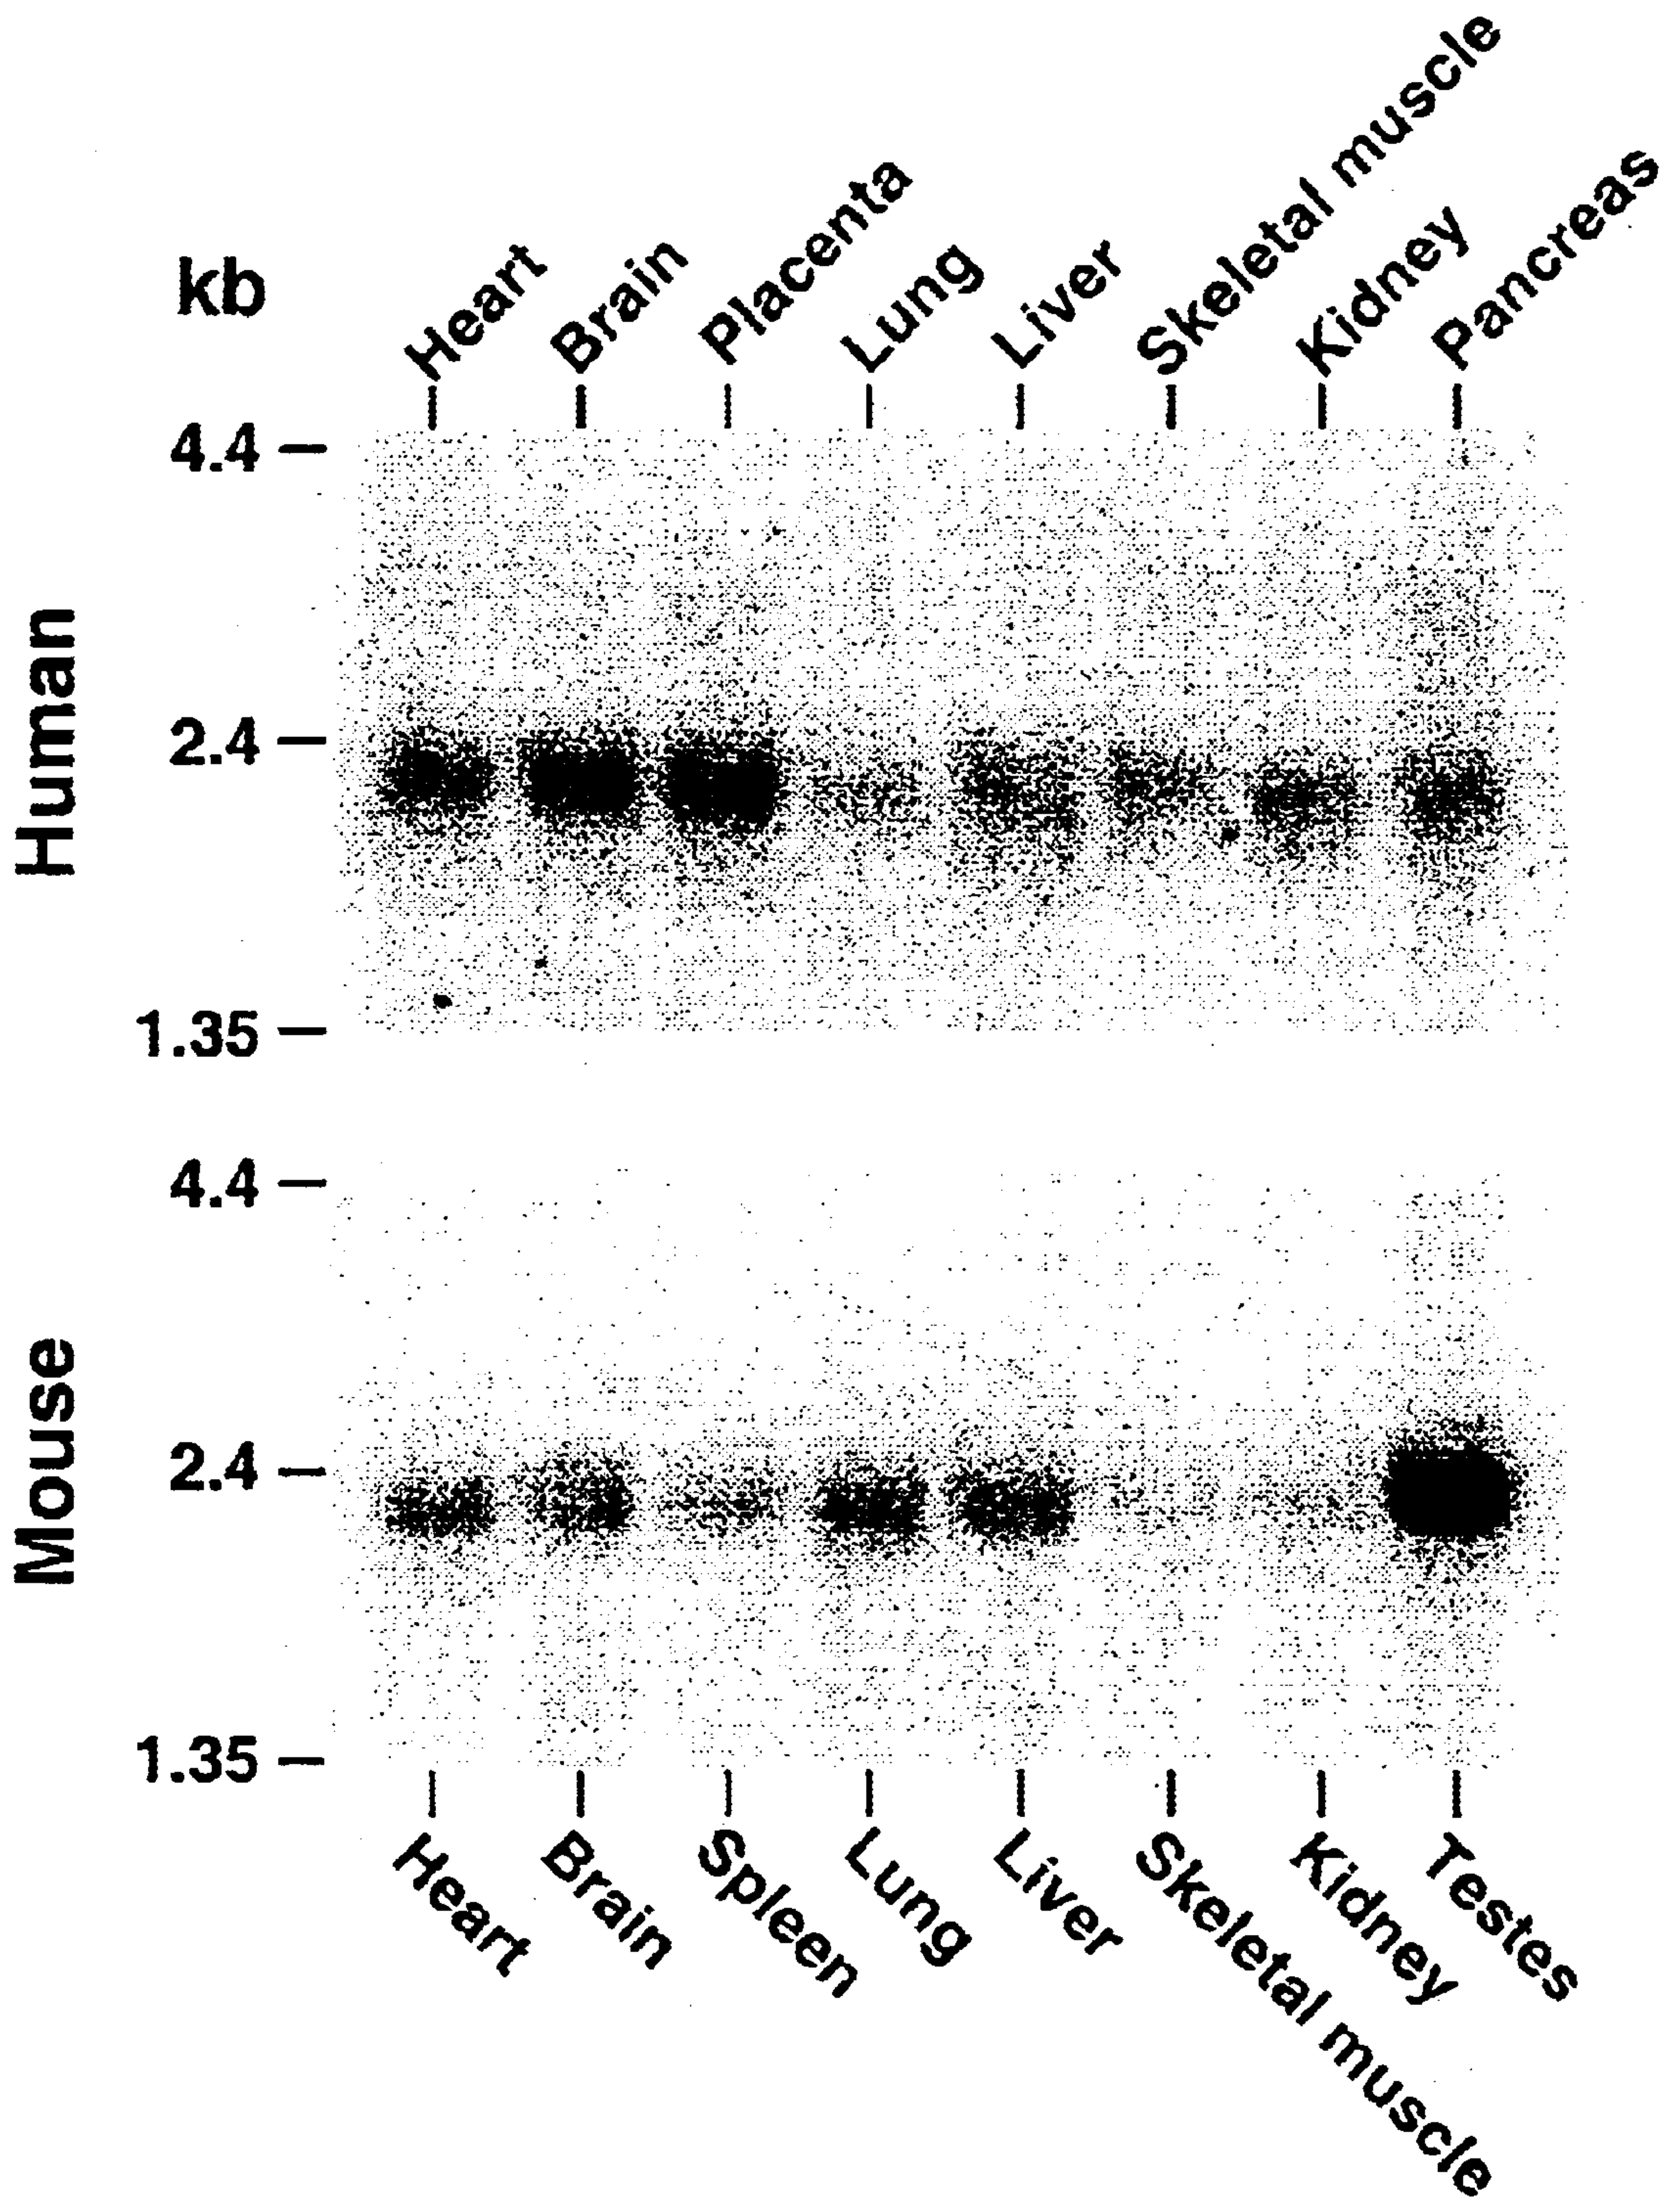 kb
Heart
Brain
Placenta
Lung
Liver
Skeletal muscle
Kidney
Pancreas
Human
4.4
2.4
1.35
Mouse
4.4
2.4
1.35
Heart
Brain
Spleen
Lung
Liver
Skeletal muscle
Kidney
Testes